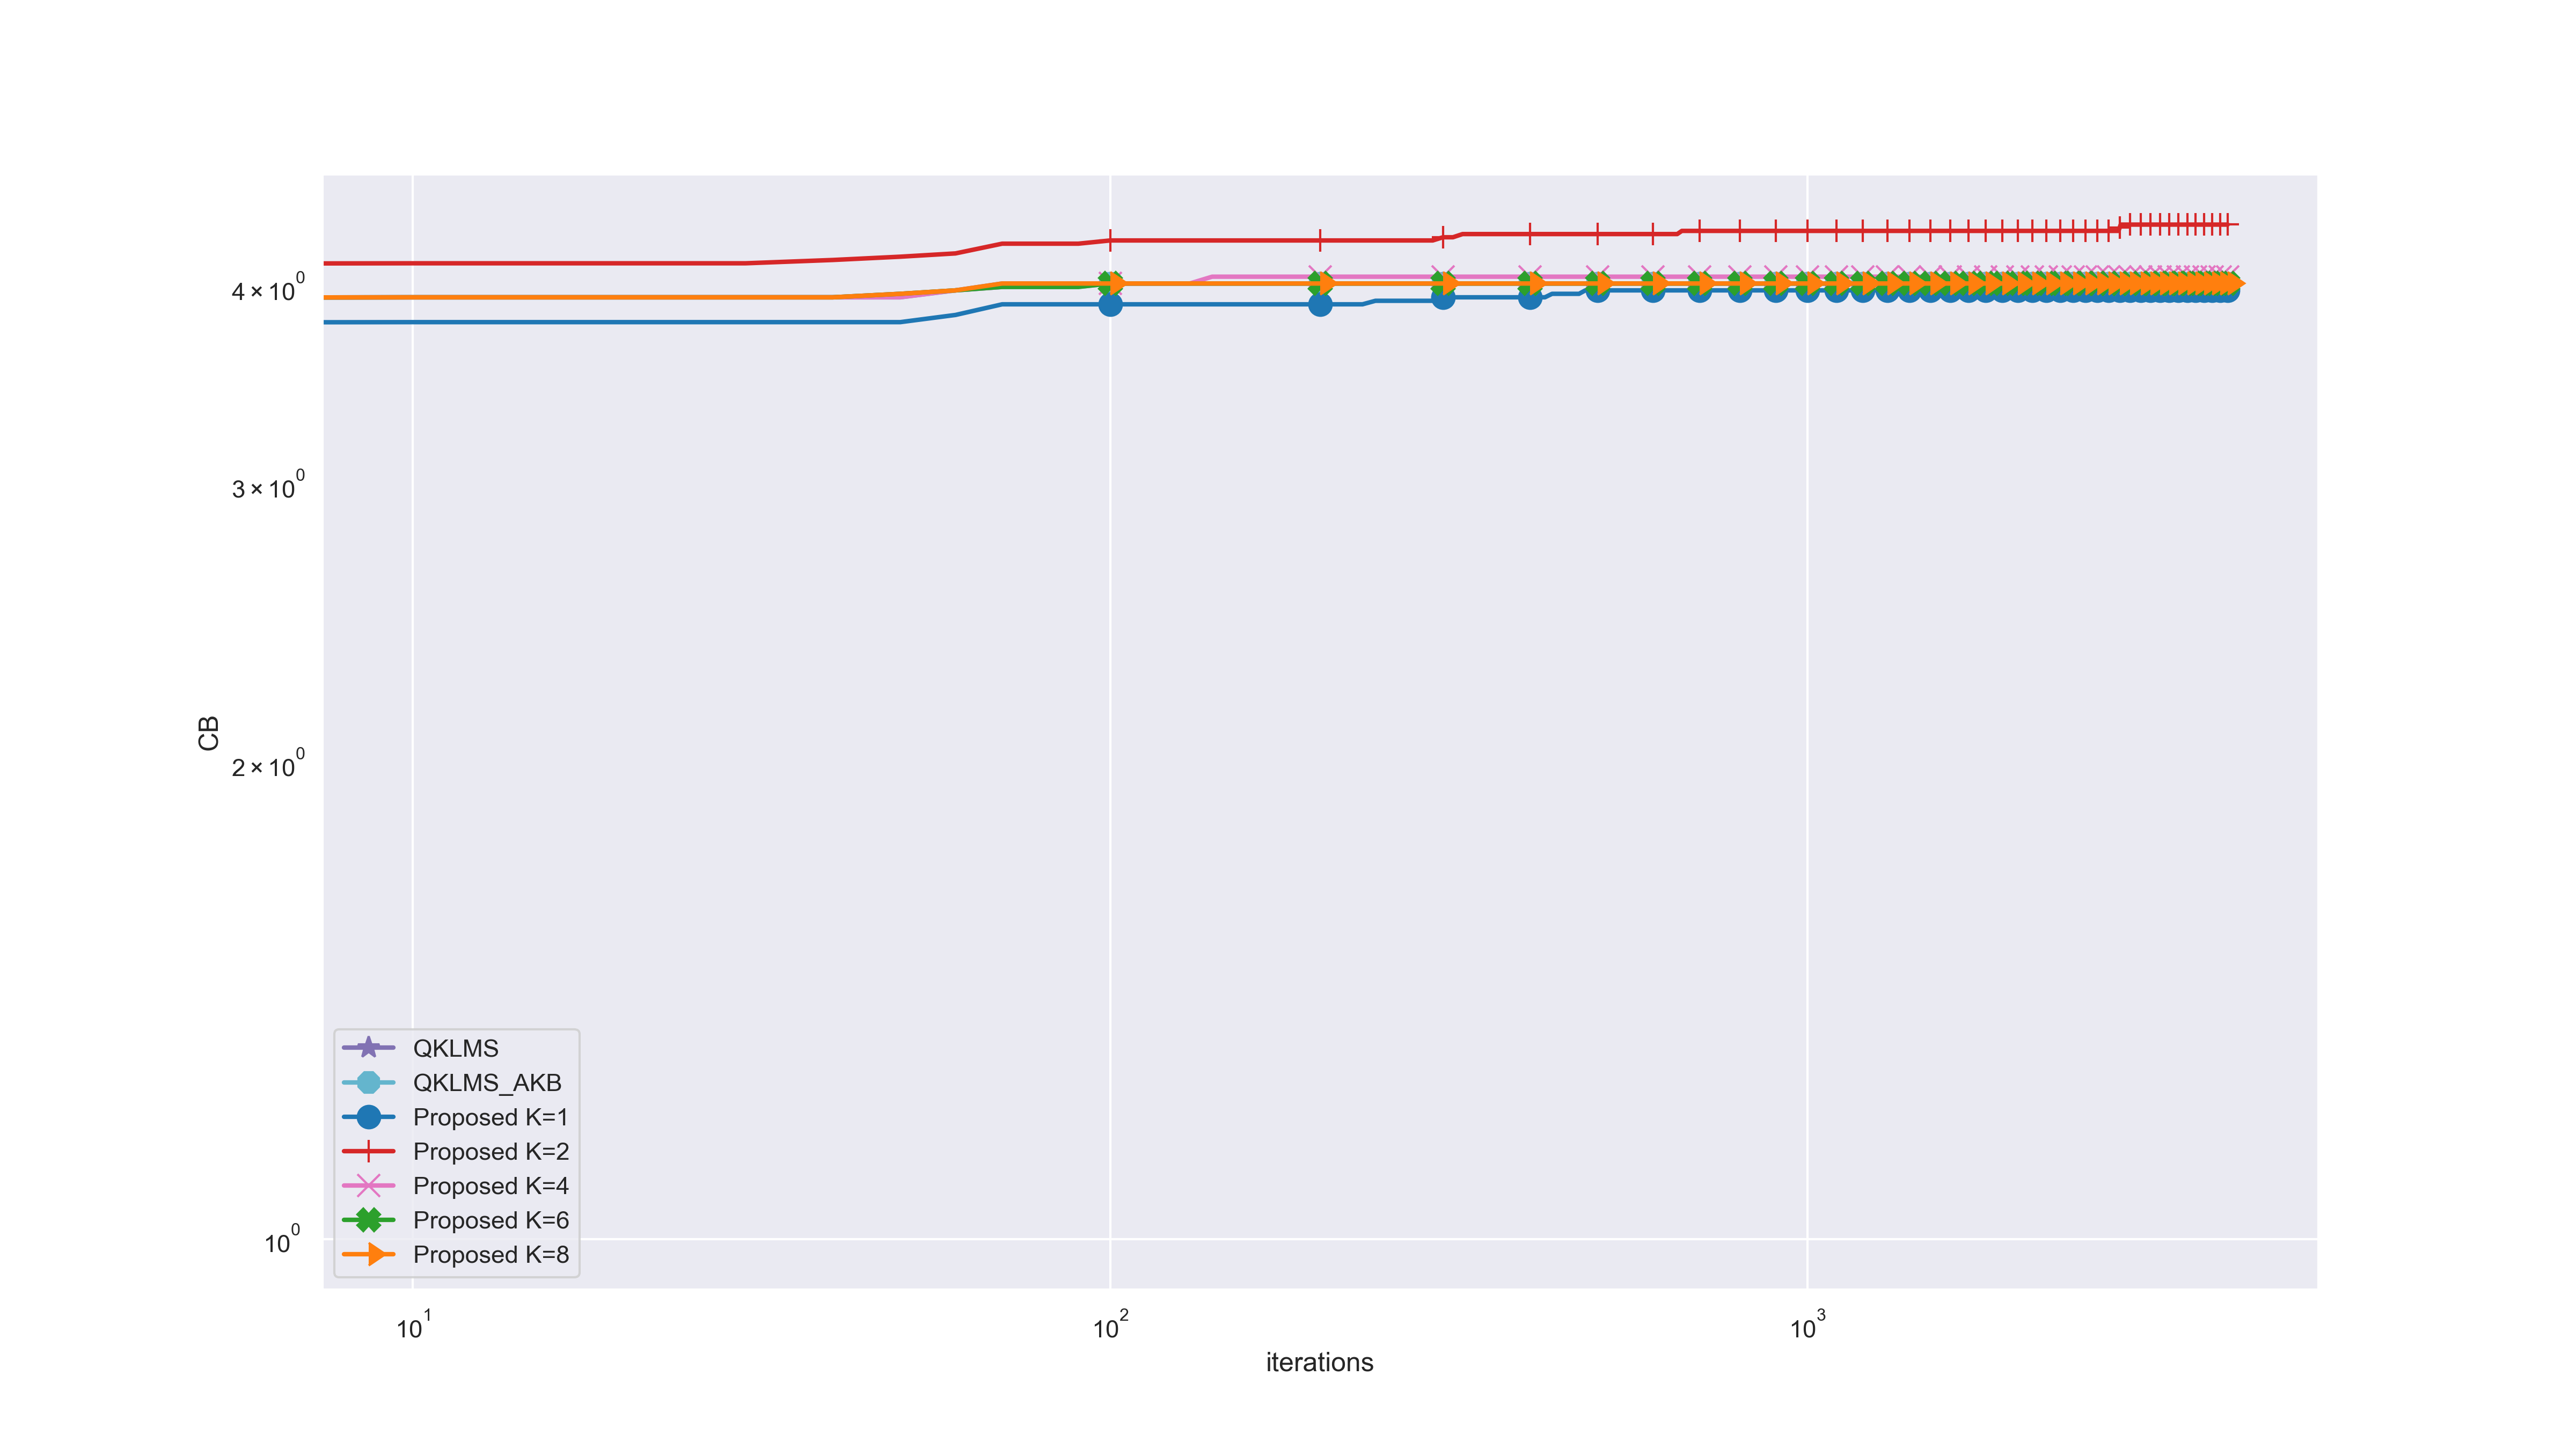 4 × 10^0
3 × 10^0
CB
2 × 10^0
QKLMS
QKLMS_AKB
Proposed K=1
Proposed K=2
Proposed K=4
Proposed K=6
Proposed K=8
10^0
10^1
10^2
10^3
iterations